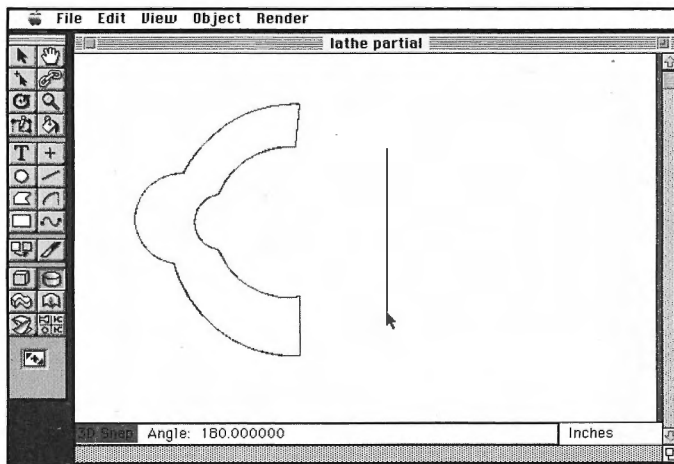 File Edit View Object Render
lathe partial
T
3D Snap Angle: 180.000000 Inches